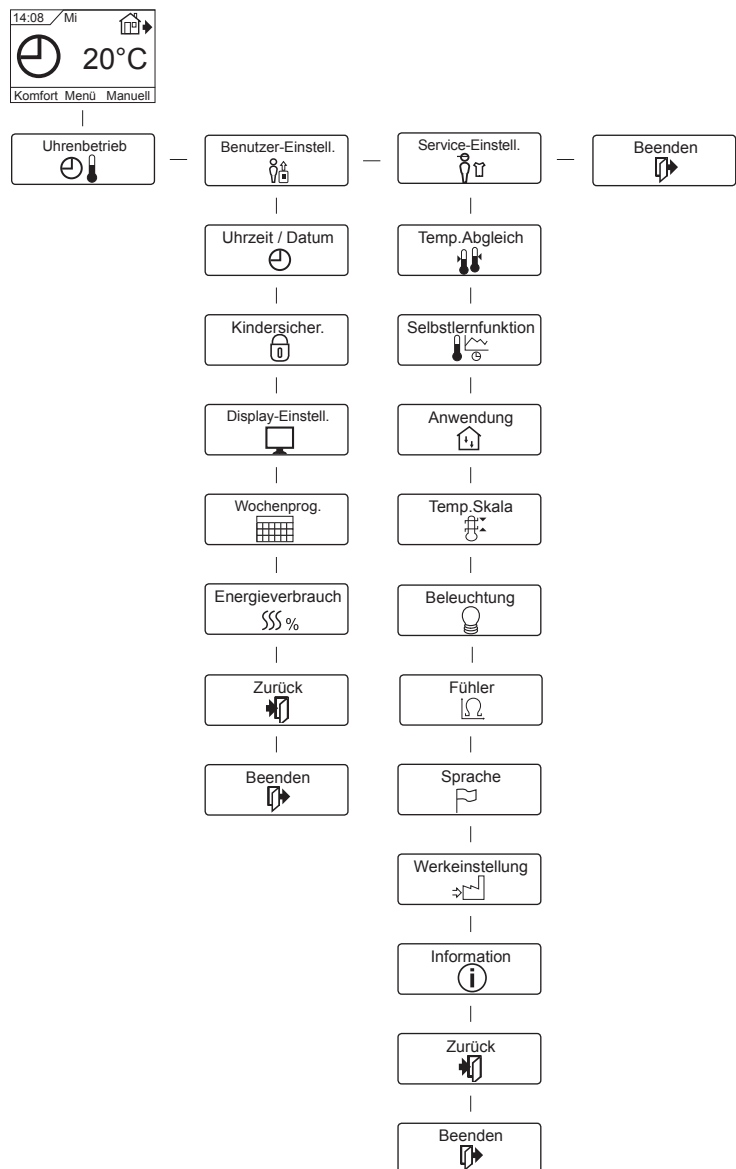 14:08 Mi
20°C
Komfort Menü Manuell
Uhrenbetrieb
Benutzer-Einstell.
Service-Einstell.
Beenden
Uhrzeit / Datum
Kindersicher.
Display-Einstell.
Wochenprog.
Energieverbrauch
%
Zurück
Beenden
Temp.Abgleich
Selbstlernfunktion
Anwendung
Temp.Skala
Beleuchtung
Fühler
Ω
Sprache
Werkeinstellung
Information
i
Zurück
Beenden